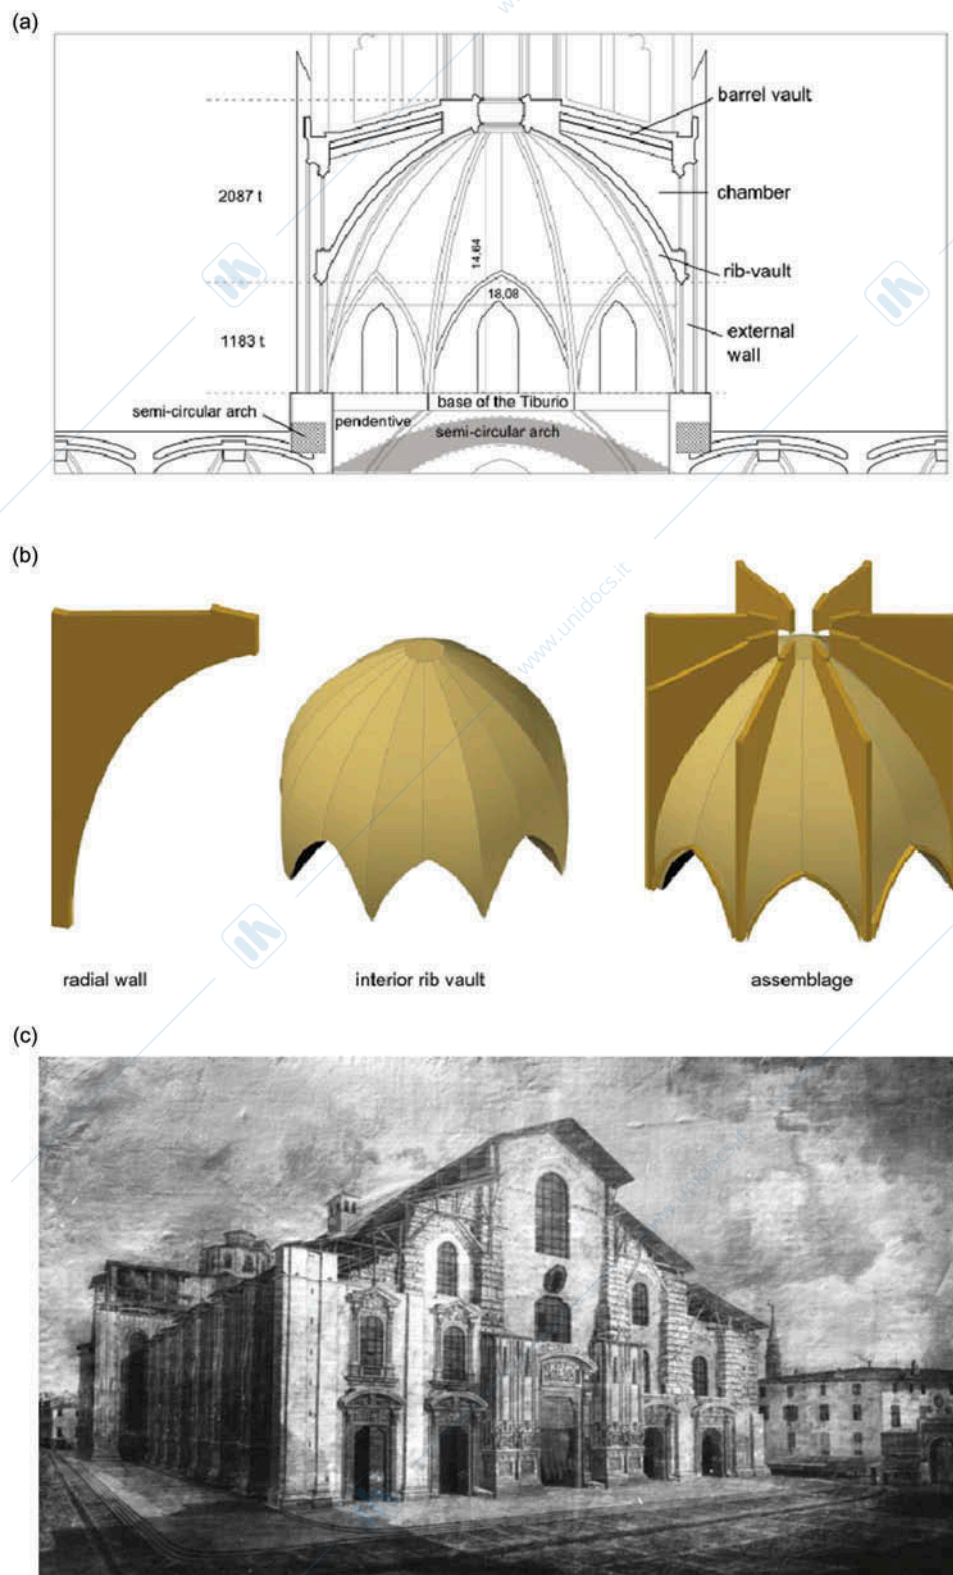 (a)
barrel vault
2087 t
chamber
14,64
rib-vault
18,08
1183 t
external
wall
base of the Tiburio
semi-circular arch
pendentive
semi-circular arch
(b)
www.unidocs.it
radial wall
interior rib vault
assemblage
(c)